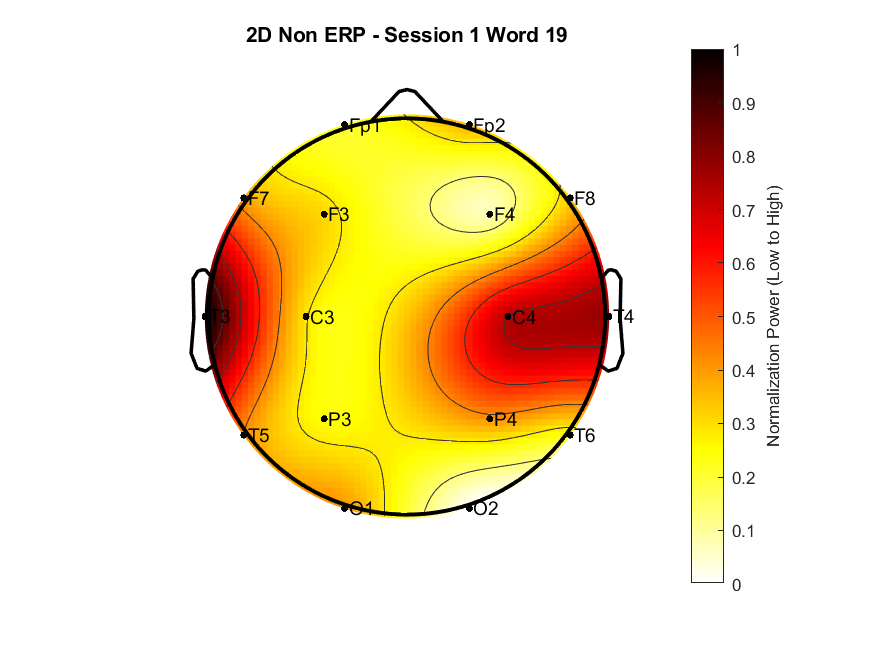 2D Non ERP - Session 1 Word 19
Fp1 Fp2
F7 F8
F3 F4
T3 C3 C4 T4
P3 P4
T5 T6
O1 O2
1
0.9
0.8
0.7
0.6
0.5
0.4
0.3
0.2
0.1
0
Normalization Power (Low to High)